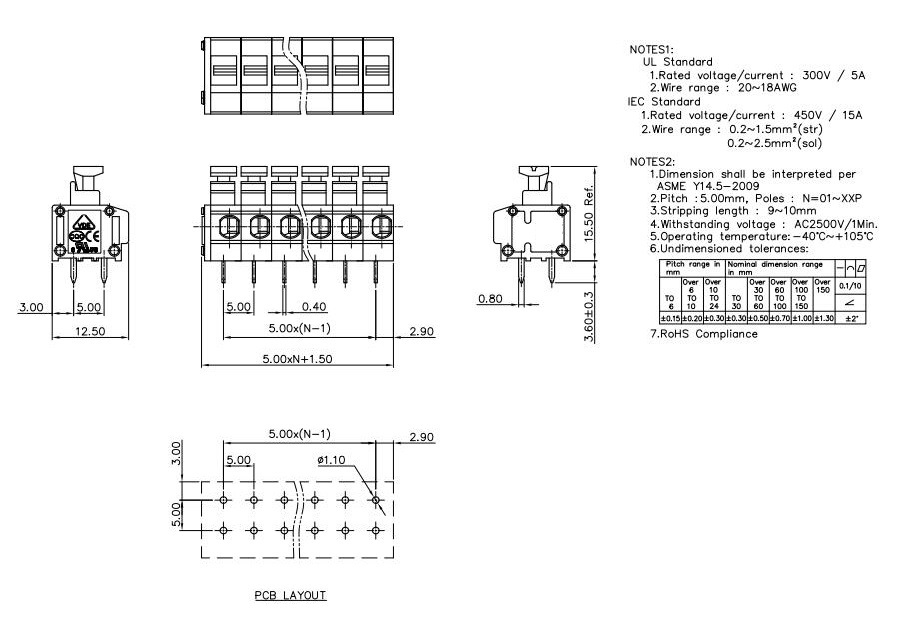 NOTES1:
UL Standard
1.Rated voltage/current : 300V / 5A
2.Wire range : 20~18AWG
IEC Standard
1.Rated voltage/current : 450V / 15A
2.Wire range : 0.2~1.5mm²(str)
0.2~2.5mm²(sol)
NOTES2:
1.Dimension shall be interpreted per
ASME Y14.5-2009
2.Pitch :5.00mm, Poles : N=01~XXP
3.Stripping length : 9~10mm
4.Withstanding voltage : AC2500V/1Min.
5.Operating temperature:-40℃~+105℃
6.Undimensioned tolerances:
Pitch range in mm Nominal dimension range in mm
TO 6 Over 6 TO 10 Over 10 TO 24 TO 30 Over 30 TO 60 Over 60 TO 100 Over 100 TO 150 Over 150 0.1/10
±0.15 ±0.20 ±0.30 ±0.30 ±0.50 ±0.70 ±1.00 ±1.30 ±2°
7.RoHS Compliance
VDE
CQC CE
3.00
5.00
12.50
5.00
0.40
5.00x(N-1)
2.90
5.00xN+1.50
0.80
15.50 Ref.
3.60±0.3
5.00x(N-1)
2.90
3.00
5.00
ø1.10
5.00
PCB LAYOUT